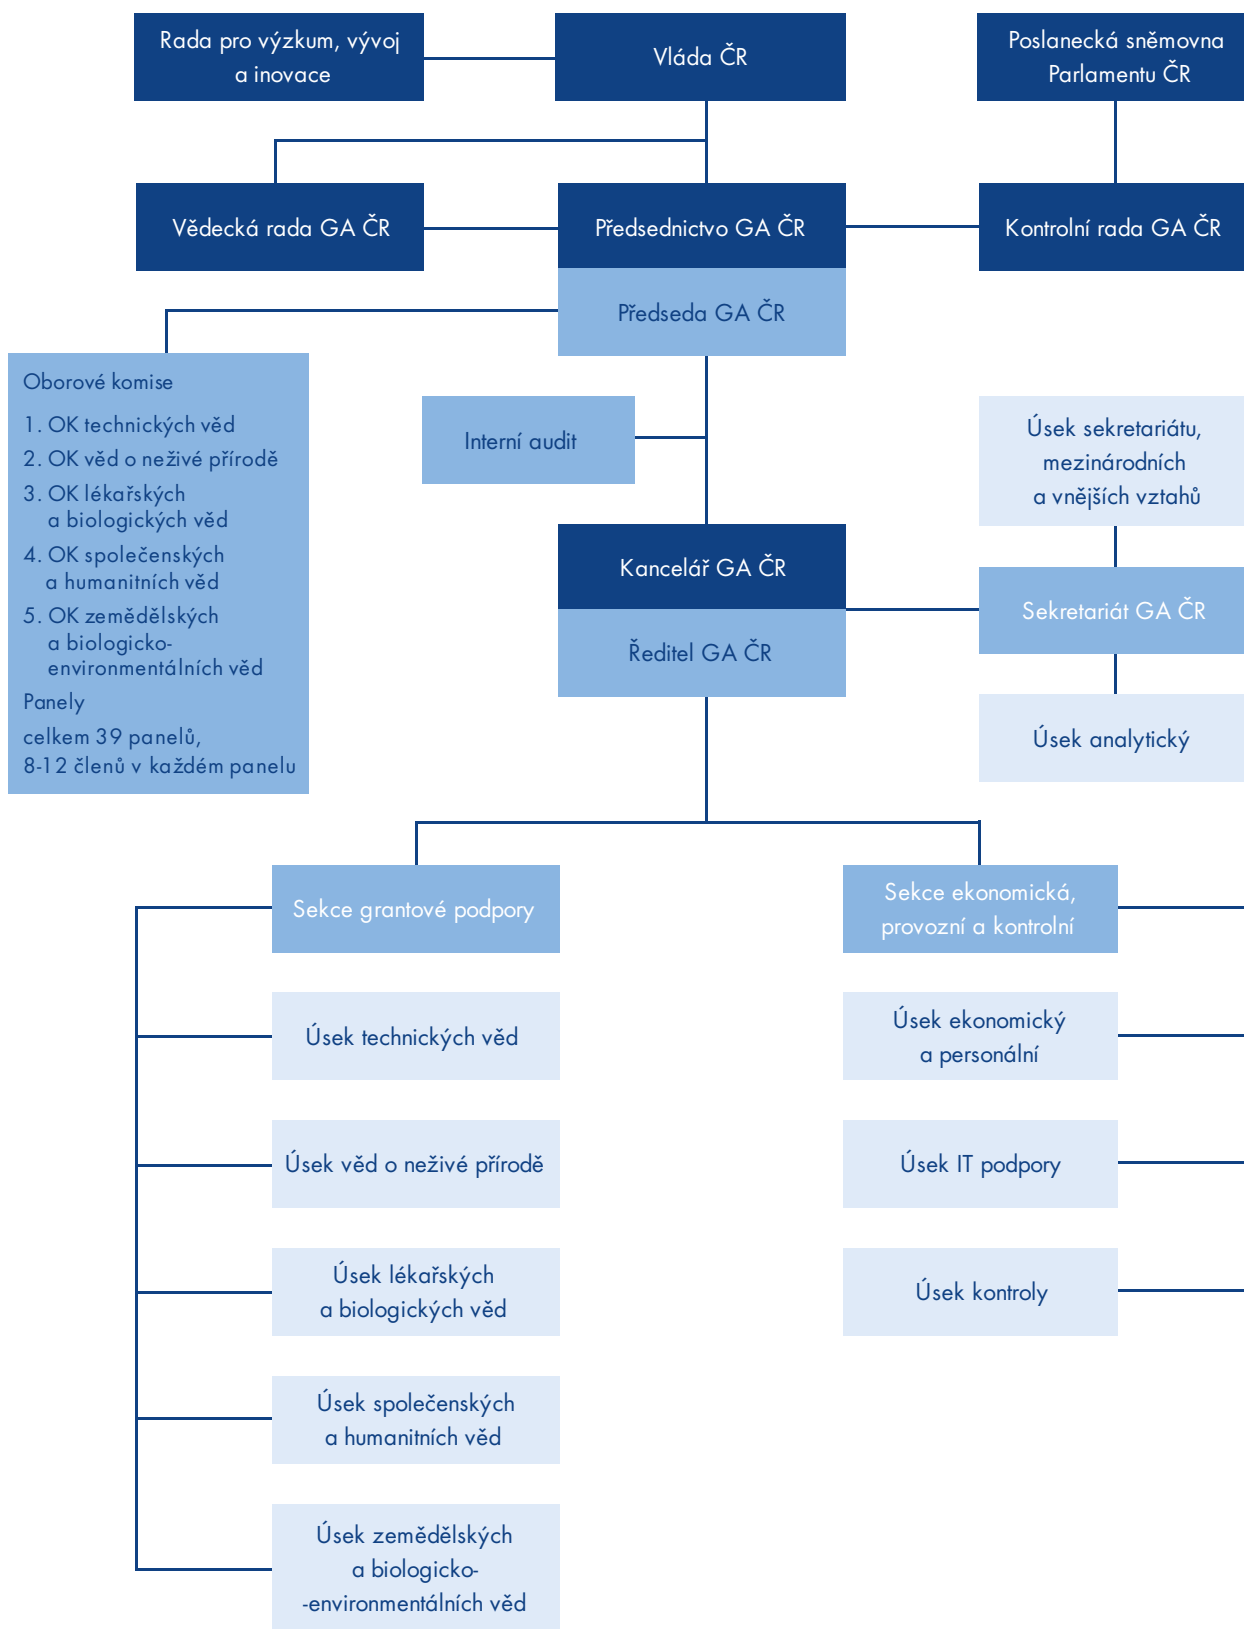 Rada pro výzkum, vývoj
a inovace
Vláda ČR
Poslanecká sněmovna
Parlamentu ČR
Vědecká rada GA ČR
Předsednictvo GA ČR
Kontrolní rada GA ČR
Předseda GA ČR
Oborové komise
1. OK technických věd
2. OK věd o neživé přírodě
3. OK lékařských
a biologických věd
4. OK společenských
a humanitních věd
5. OK zemědělských
a biologicko-
environmentálních věd
Panely
celkem 39 panelů,
8-12 členů v každém panelu
Interní audit
Úsek sekretariátu,
mezinárodních
a vnějších vztahů
Kancelář GA ČR
Ředitel GA ČR
Sekretariát GA ČR
Úsek analytický
Sekce grantové podpory
Úsek technických věd
Úsek věd o neživé přírodě
Úsek lékařských
a biologických věd
Úsek společenských
a humanitních věd
Úsek zemědělských
a biologicko-
-environmentálních věd
Sekce ekonomická,
provozní a kontrolní
Úsek ekonomický
a personální
Úsek IT podpory
Úsek kontroly